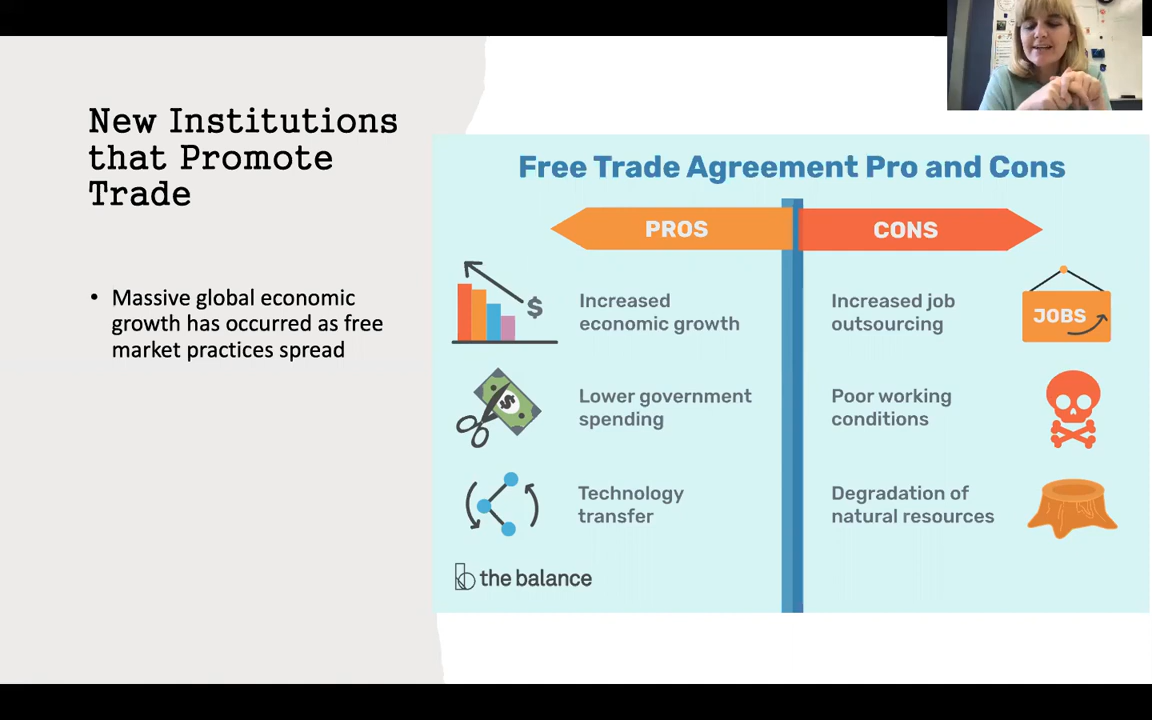 New Institutions
that Promote
Trade
• Massive global economic
growth has occurred as free
market practices spread
Free Trade Agreement Pro and Cons
PROS
CONS
Increased
economic growth
$
Increased job
outsourcing
JOBS
Lower government
spending
$
Poor working
conditions
Technology
transfer
Degradation of
natural resources
the balance